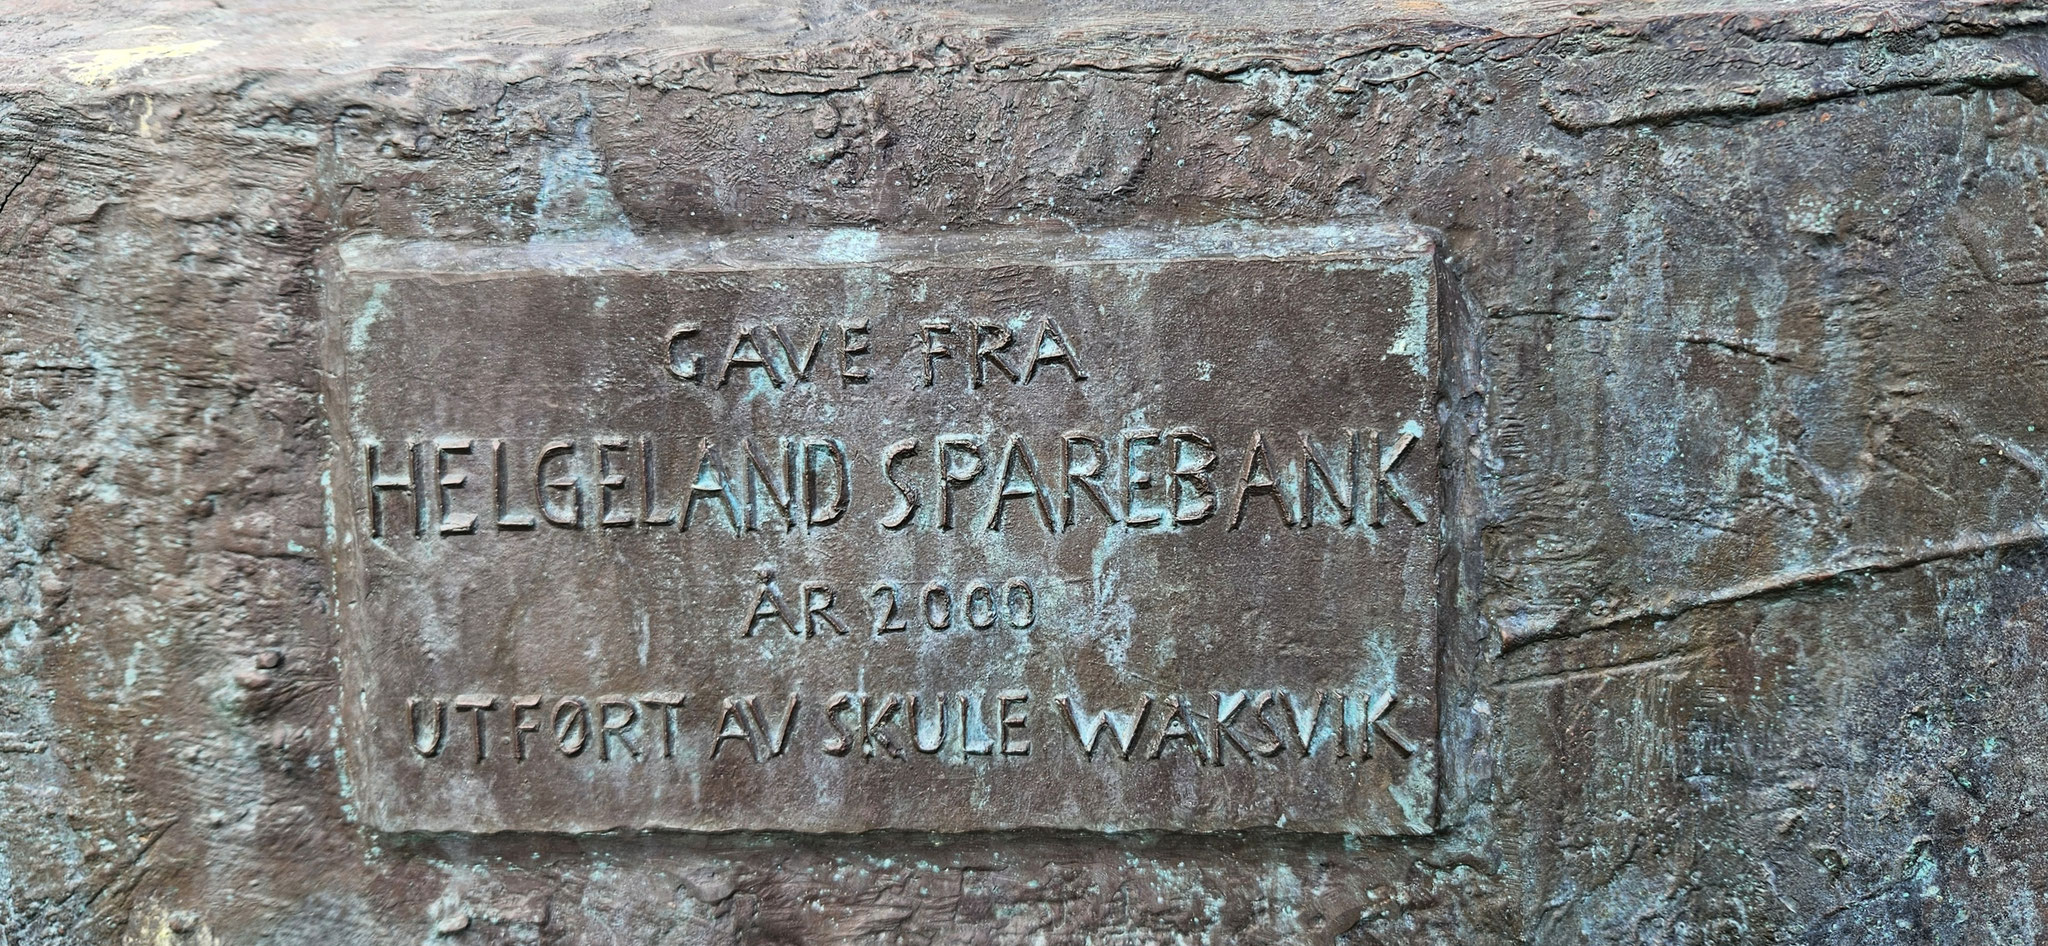 GAVE FRA
HELGELAND SPAREBANK
ÅR 2000
UTFØRT AV SKULE WAKSVIK